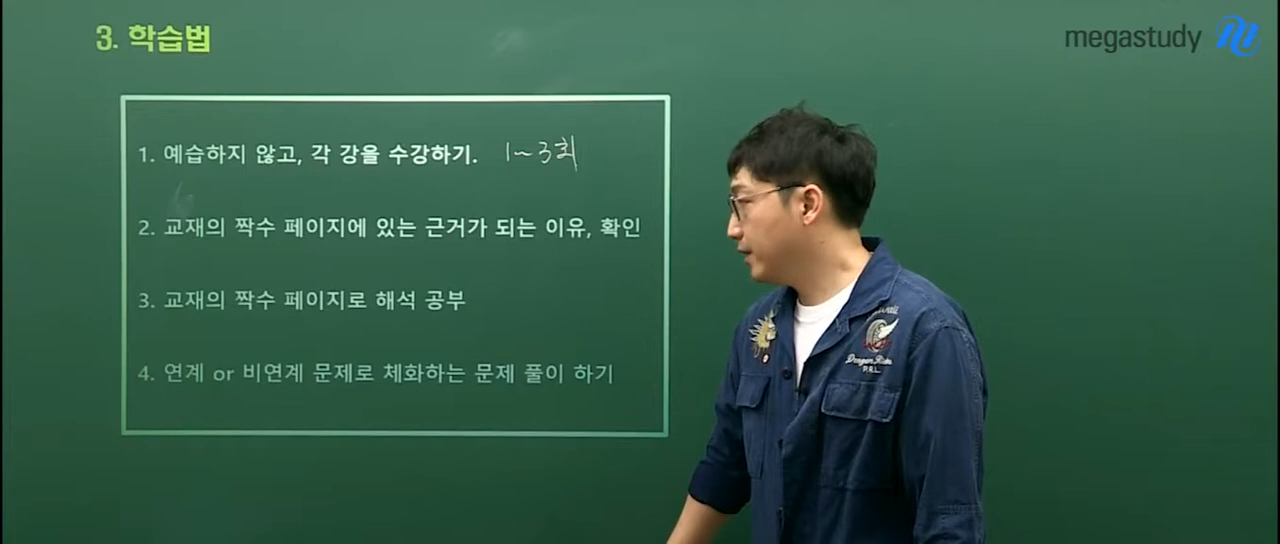 3. 학습법
megastudy
1. 예습하지 않고, 각 강을 수강하기. 1~3회
2. 교재의 짝수 페이지에 있는 근거가 되는 이유, 확인
3. 교재의 짝수 페이지로 해석 공부
4. 연계 or 비연계 문제로 체화하는 문제 풀이 하기
P.R.L.